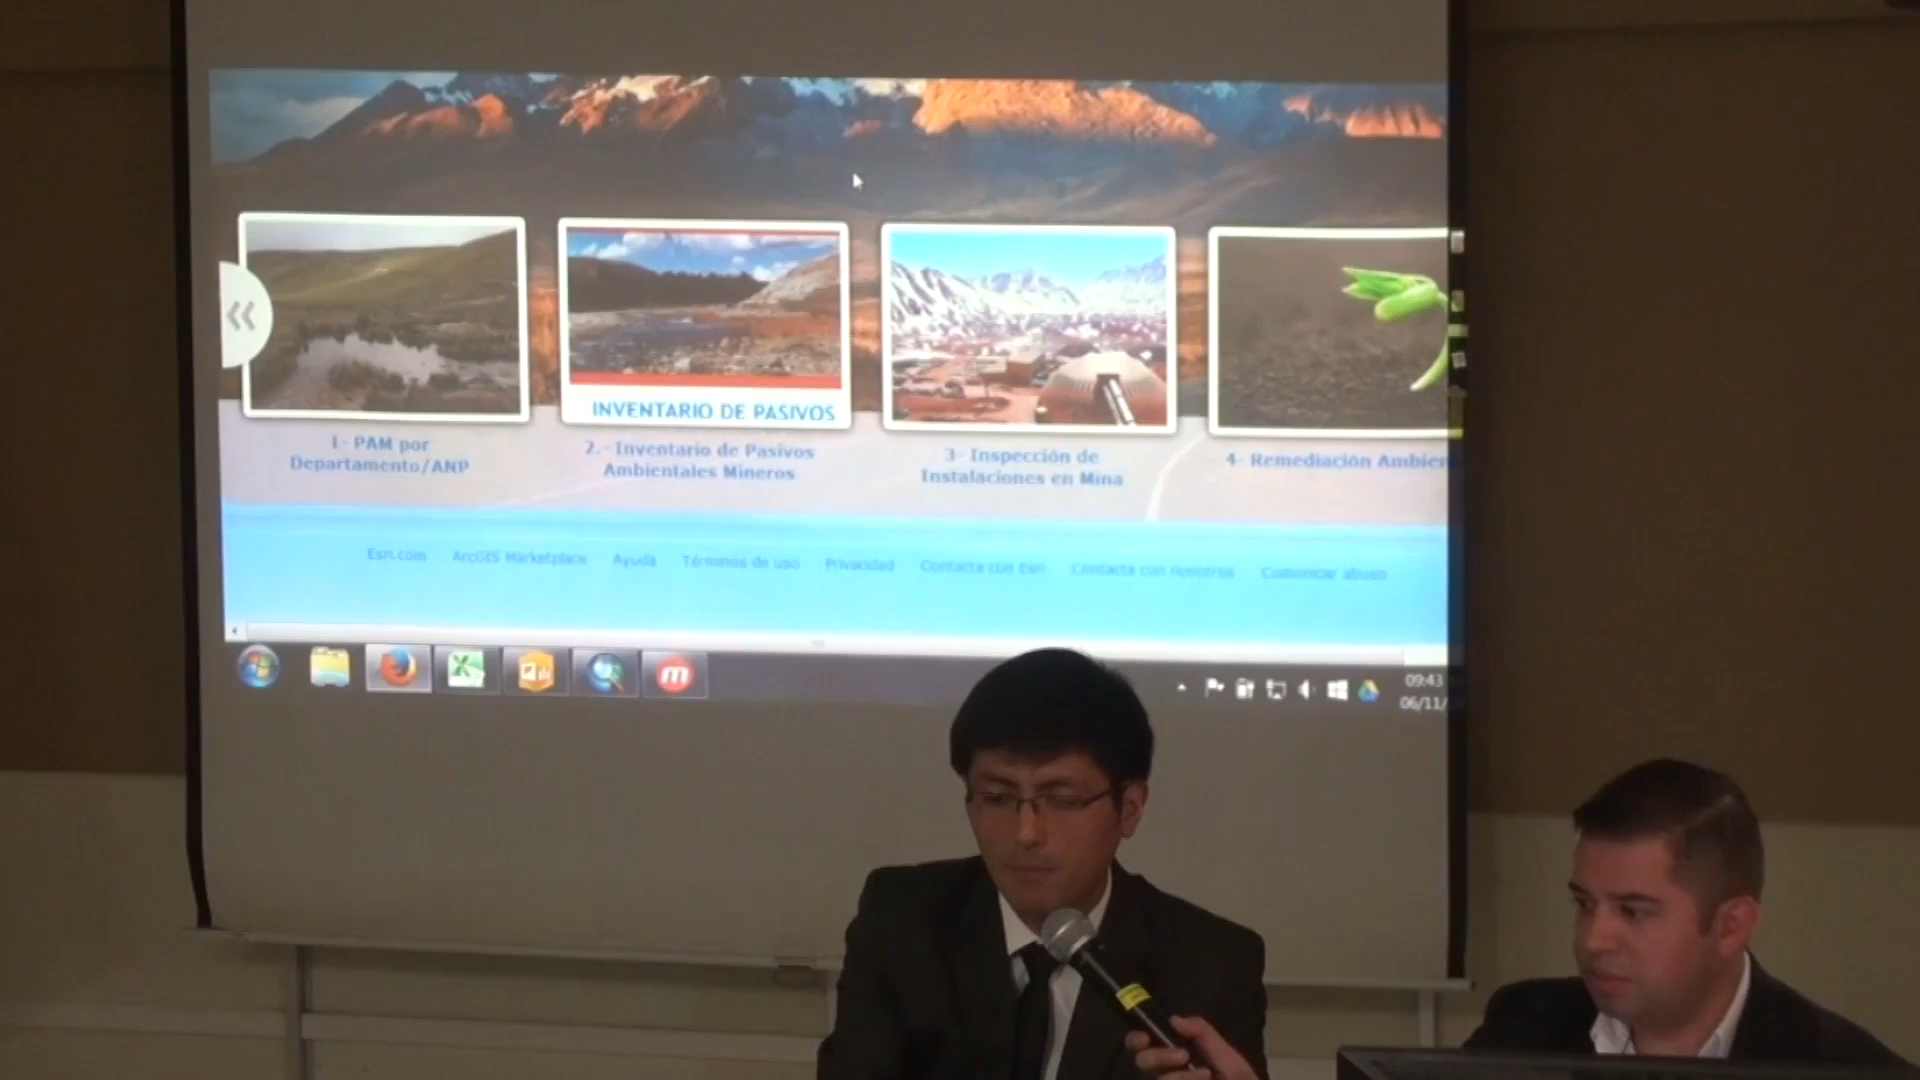 INVENTARIO DE PASIVOS
1- PAM por
Departamento/ANP
2.- Inventario de Pasivos
Ambientales Mineros
3- Inspección de
Instalaciones en Mina
4- Remediación Ambien
Esri.com ArcGIS Marketplace Ayuda Términos de uso Privacidad Contacta con Esri Contacta con nosotros Comunicar abuso
m
09:43
06/11/